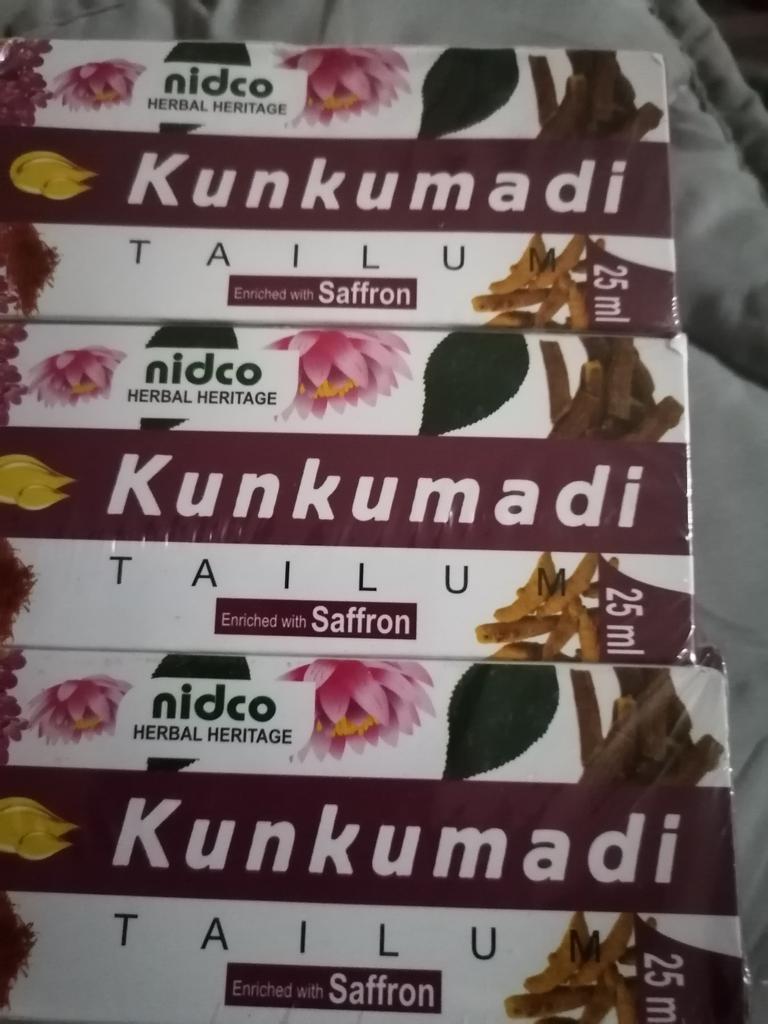 nidco
HERBAL HERITAGE
Kunkumadi
TAILUM
Enriched with Saffron
25 ml
nidco
HERBAL HERITAGE
Kunkumadi
TAILUM
Enriched with Saffron
25 ml
nidco
HERBAL HERITAGE
Kunkumadi
TAILUM
Enriched with Saffron
25 m